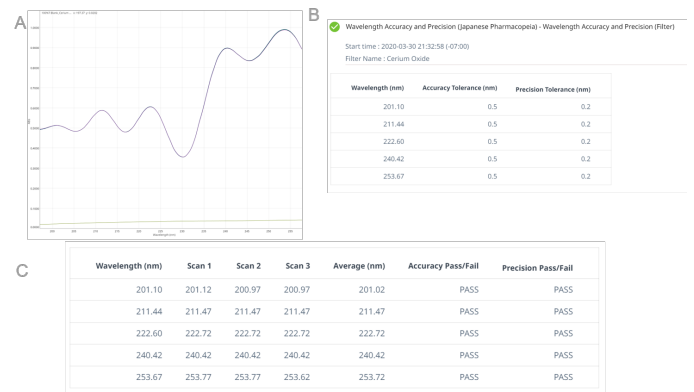 A
B
Wavelength Accuracy and Precision (Japanese Pharmacopeia) - Wavelength Accuracy and Precision (Filter)
Start time : 2020-03-30 21:32:58 (-07:00)
Filter Name : Cerium Oxide
Wavelength (nm) Accuracy Tolerance (nm) Precision Tolerance (nm)
201.10 0.5 0.2
211.44 0.5 0.2
222.60 0.5 0.2
240.42 0.5 0.2
253.67 0.5 0.2
Wavelength (nm)
C
Wavelength (nm) Scan 1 Scan 2 Scan 3 Average (nm) Accuracy Pass/Fail Precision Pass/Fail
201.10 201.12 200.97 200.97 201.02 PASS PASS
211.44 211.47 211.47 211.47 211.47 PASS PASS
222.60 222.72 222.72 222.72 222.72 PASS PASS
240.42 240.42 240.42 240.42 240.42 PASS PASS
253.67 253.77 253.77 253.62 253.72 PASS PASS